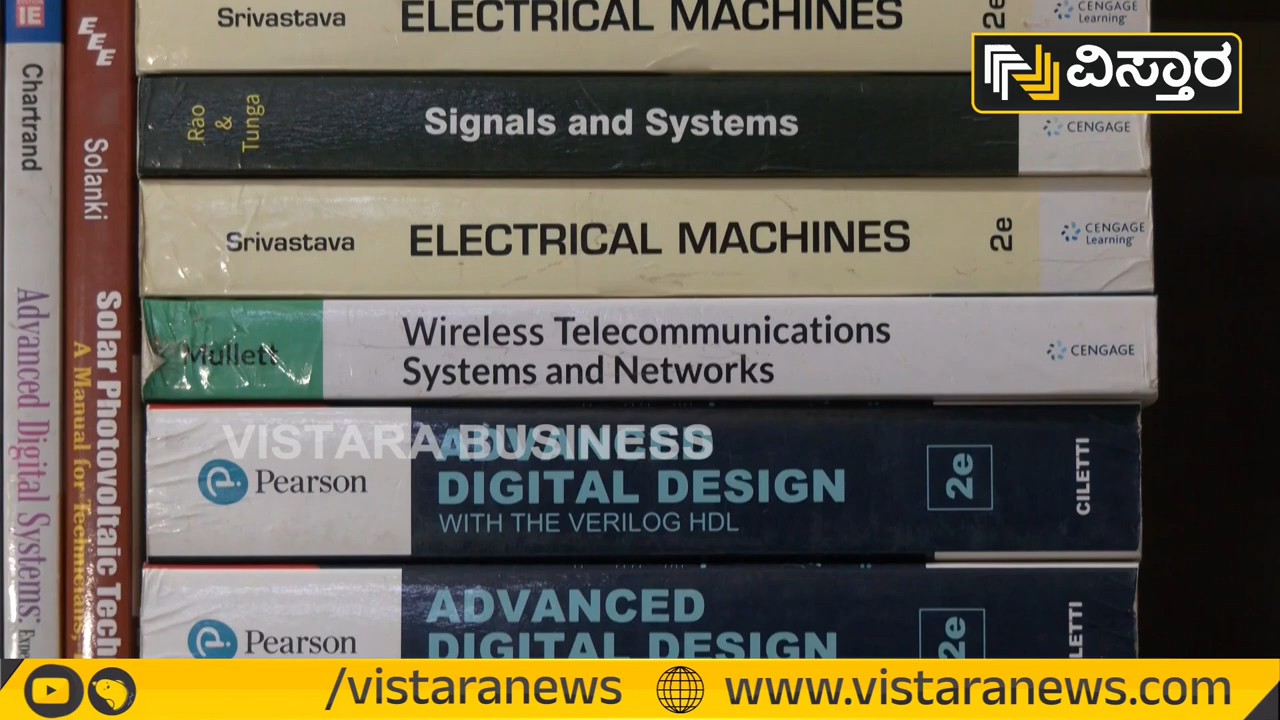 IE
Chartrand
Advanced Digital Systems:
EEE
Solanki
Solar Photovoltaic Tech
A Manual for Technicians,
Srivastava ELECTRICAL MACHINES 2e CENGAGE
Learning
ವಿಸ್ತಾರ
Rao
&
Tunga
Signals and Systems
CENGAGE
Srivastava ELECTRICAL MACHINES 2e CENGAGE
Learning
Mullett
Wireless Telecommunications
Systems and Networks
CENGAGE
VISTARA BUSINESS
Pearson
ADVANCED
DIGITAL DESIGN
WITH THE VERILOG HDL
2e
CILETTI
Pearson
ADVANCED
DIGITAL DESIGN
2e
LETTI
/vistaranews www.vistaranews.com